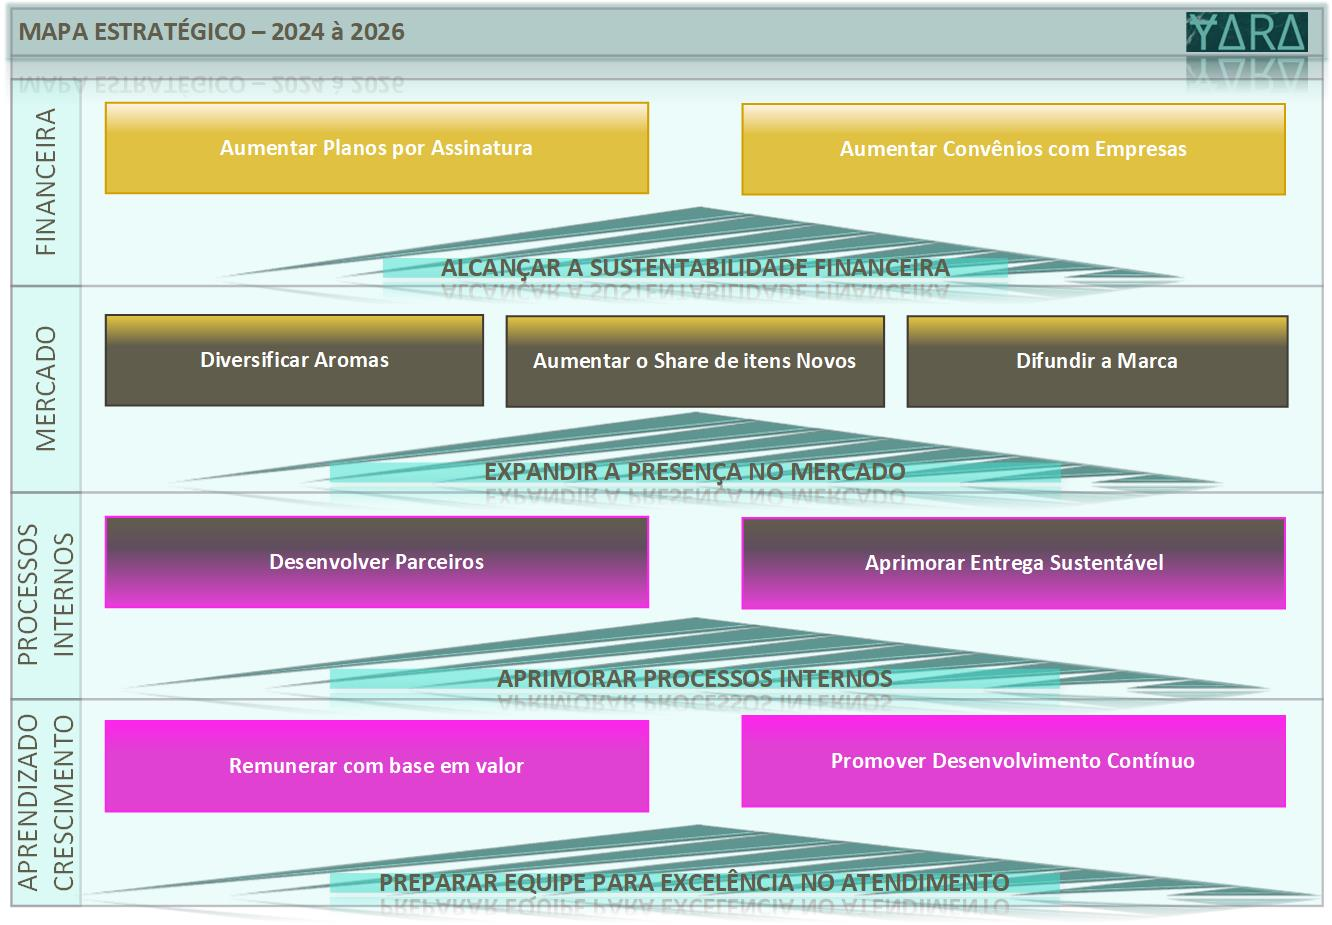 MAPA ESTRATÉGICO – 2024 à 2026
YARA
FINANCEIRA
Aumentar Planos por Assinatura
Aumentar Convênios com Empresas
ALCANÇAR A SUSTENTABILIDADE FINANCEIRA
MERCADO
Diversificar Aromas
Aumentar o Share de itens Novos
Difundir a Marca
EXPANDIR A PRESENÇA NO MERCADO
PROCESSOS
INTERNOS
Desenvolver Parceiros
Aprimorar Entrega Sustentável
APRIMORAR PROCESSOS INTERNOS
APRENDIZADO
CRESCIMENTO
Remunerar com base em valor
Promover Desenvolvimento Contínuo
PREPARAR EQUIPE PARA EXCELÊNCIA NO ATENDIMENTO